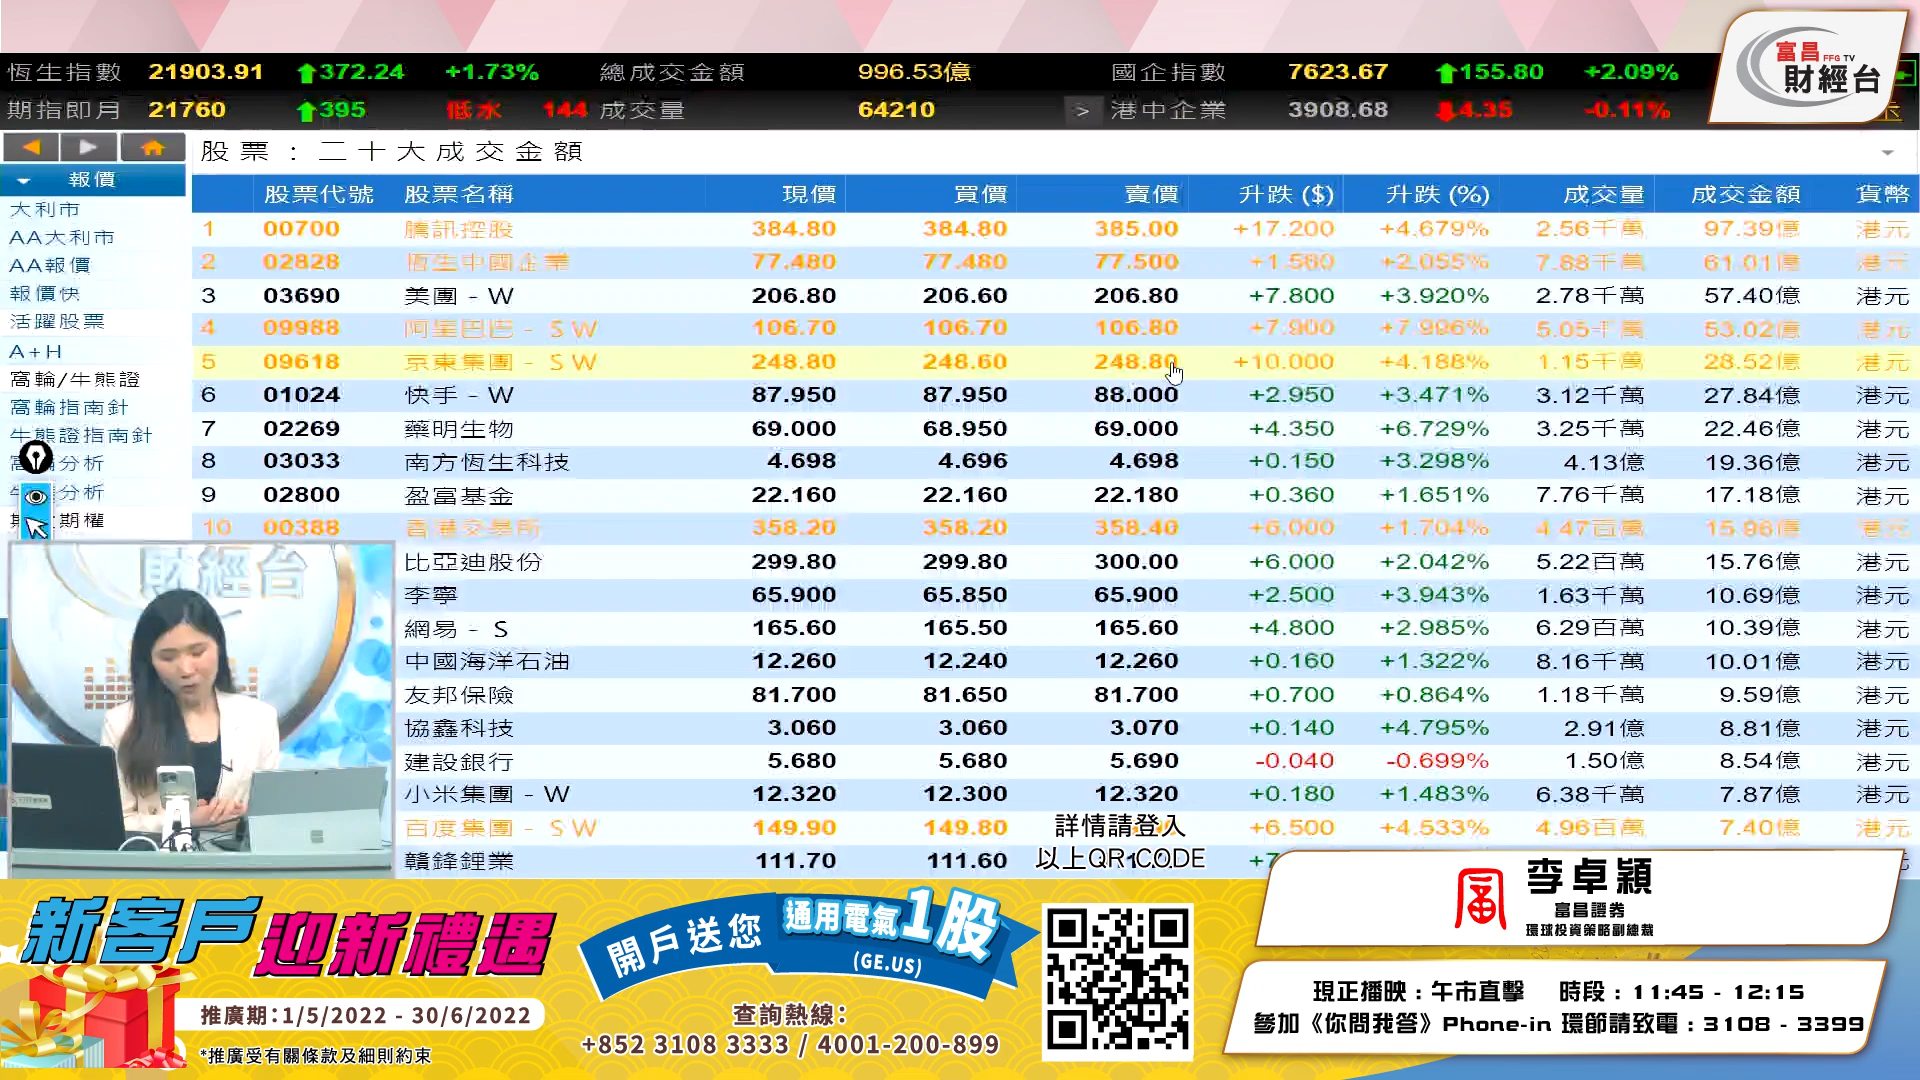 恆生指數 21903.91 372.24 +1.73% 總成交金額 996.53億 國企指數 7623.67 155.80 +2.09%
期指即月 21760 395 低水 144 成交量 64210 > 港中企業 3908.68 4.35 -0.11%
富昌 FFG TV
財經台
股票：二十大成交金額
報價
大利市
AA大利市
AA報價
報價快
活躍股票
A+H
窩輪/牛熊證
窩輪指南針
牛熊證指南針
分析
分析
期權
股票代號 股票名稱 現價 買價 賣價 升跌 ($) 升跌 (%) 成交量 成交金額 貨幣
1 00700 騰訊控股 384.80 384.80 385.00 +17.200 +4.679% 2.56千萬 97.39億 港元
2 02828 恆生中國企業 77.480 77.480 77.500 +1.560 +2.055% 7.88千萬 61.01億 港元
3 03690 美團 - W 206.80 206.60 206.80 +7.800 +3.920% 2.78千萬 57.40億 港元
4 09988 阿里巴巴 - SW 106.70 106.70 106.80 +7.900 +7.996% 5.05千萬 53.02億 港元
5 09618 京東集團 - SW 248.80 248.60 248.80 +10.000 +4.188% 1.15千萬 28.52億 港元
6 01024 快手 - W 87.950 87.950 88.000 +2.950 +3.471% 3.12千萬 27.84億 港元
7 02269 藥明生物 69.000 68.950 69.000 +4.350 +6.729% 3.25千萬 22.46億 港元
8 03033 南方恆生科技 4.698 4.696 4.698 +0.150 +3.298% 4.13億 19.36億 港元
9 02800 盈富基金 22.160 22.160 22.180 +0.360 +1.651% 7.76千萬 17.18億 港元
10 00388 香港交易所 358.20 358.20 358.40 +6.000 +1.704% 4.47百萬 15.98億 港元
比亞迪股份 299.80 299.80 300.00 +6.000 +2.042% 5.22百萬 15.76億 港元
李寧 65.900 65.850 65.900 +2.500 +3.943% 1.63千萬 10.69億 港元
網易 - S 165.60 165.50 165.60 +4.800 +2.985% 6.29百萬 10.39億 港元
中國海洋石油 12.260 12.240 12.260 +0.160 +1.322% 8.16千萬 10.01億 港元
友邦保險 81.700 81.650 81.700 +0.700 +0.864% 1.18千萬 9.59億 港元
協鑫科技 3.060 3.060 3.070 +0.140 +4.795% 2.91億 8.81億 港元
建設銀行 5.680 5.680 5.690 -0.040 -0.699% 1.50億 8.54億 港元
小米集團 - W 12.320 12.300 12.320 +0.180 +1.483% 6.38千萬 7.87億 港元
百度集團 - SW 149.90 149.80 +6.500 +4.533% 4.96百萬 7.40億 港元
贛鋒鋰業 111.70 111.60
財經台
詳情請登入
以上QR CODE
新客戶迎新禮遇
推廣期:1/5/2022 - 30/6/2022
*推廣受有關條款及細則約束
開戶送您 通用電氣1股
(GE.US)
查詢熱線:
+852 3108 3333 / 4001-200-899
李卓穎
富昌證券
環球投資策略副總裁
現正播映：午市直擊 時段：11:45 - 12:15
參加《你問我答》Phone-in 環節請致電：3108 - 3399